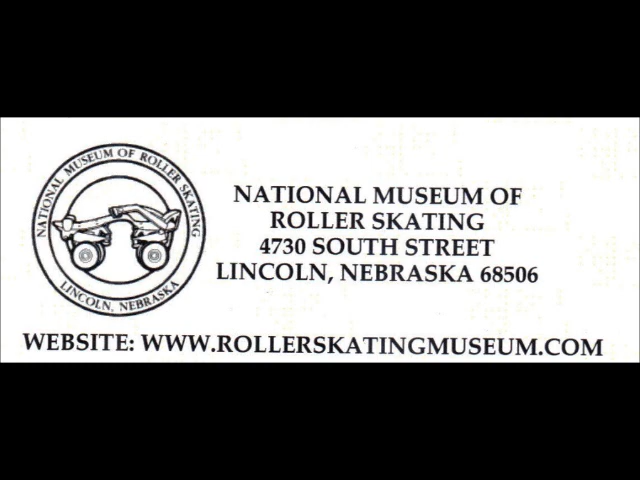 NATIONAL MUSEUM OF ROLLER SKATING
LINCOLN, NEBRASKA
NATIONAL MUSEUM OF
ROLLER SKATING
4730 SOUTH STREET
LINCOLN, NEBRASKA 68506
WEBSITE: WWW.ROLLERSKATINGMUSEUM.COM